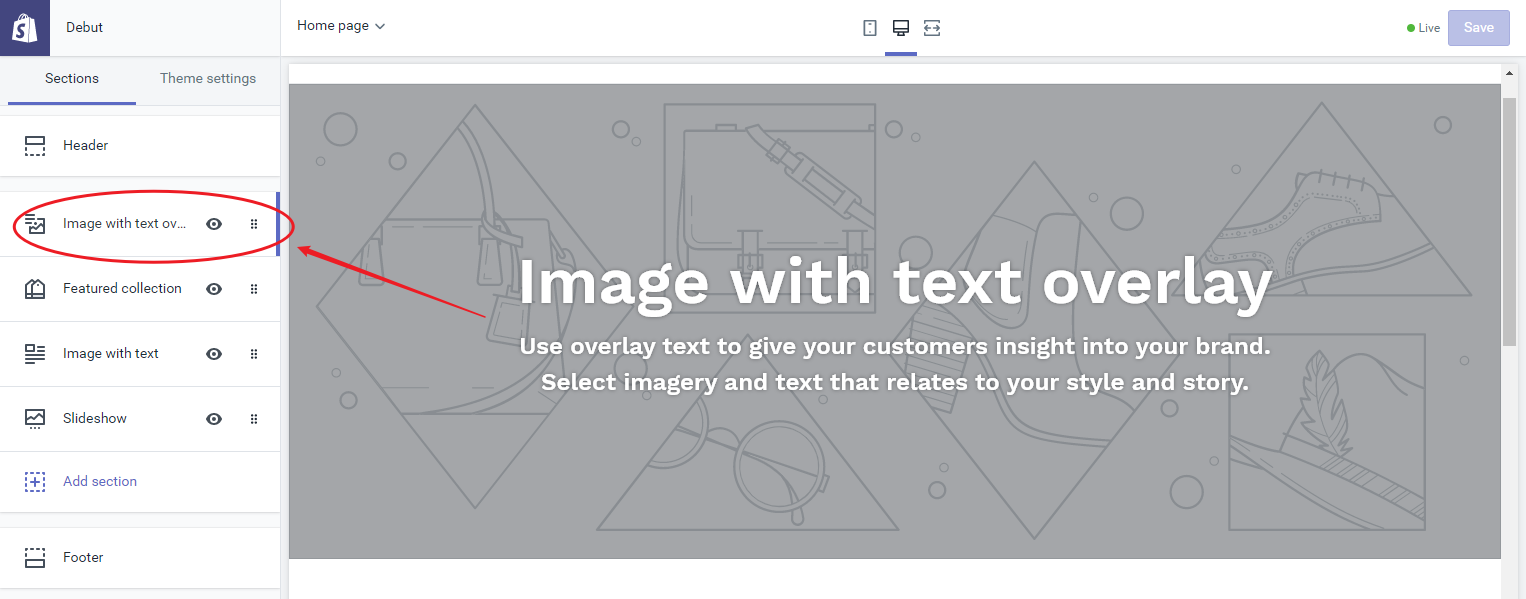 Debut
Home page
Live
Save
Sections
Theme settings
Header
Image with text ov...
Featured collection
Image with text
Slideshow
Add section
Footer
Image with text overlay
Use overlay text to give your customers insight into your brand.
Select imagery and text that relates to your style and story.